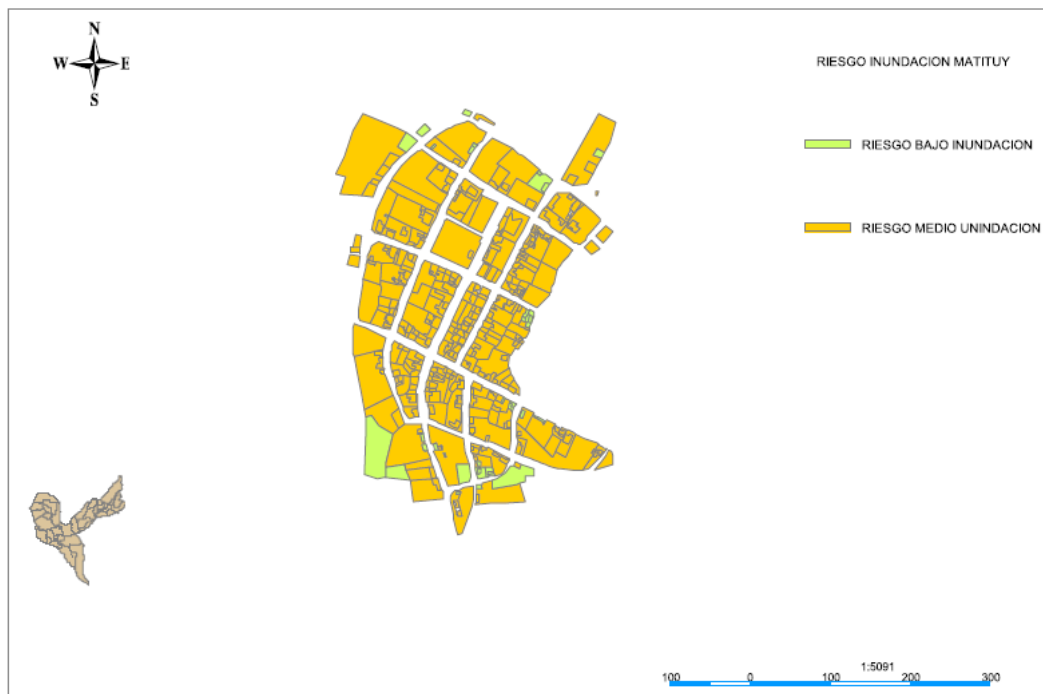 N
W E
S
RIESGO INUNDACION MATITUY
RIESGO BAJO INUNDACION
RIESGO MEDIO UNINDACION
1:5091
100 0 100 200 300